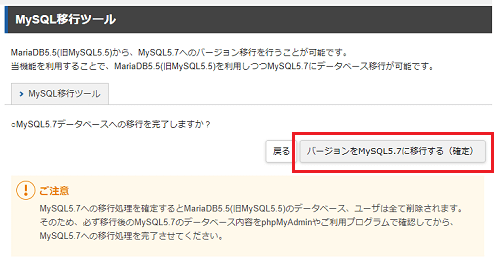 MySQL移行ツール
MariaDB5.5(旧MySQL5.5)から、MySQL5.7へのバージョン移行を行うことが可能です。
当機能を利用することで、MariaDB5.5(旧MySQL5.5)を利用しつつMySQL5.7にデータベース移行が可能です。
MySQL移行ツール
○MySQL5.7データベースへの移行を完了しますか？
戻る
バージョンをMySQL5.7に移行する（確定）
ご注意
MySQL5.7への移行処理を確定するとMariaDB5.5(旧MySQL5.5)のデータベース、ユーザは全て削除されます。
そのため、必ず移行後のMySQL5.7のデータベース内容をphpMyAdminやご利用プログラムで確認してから、
MySQL5.7への移行処理を完了させてください。